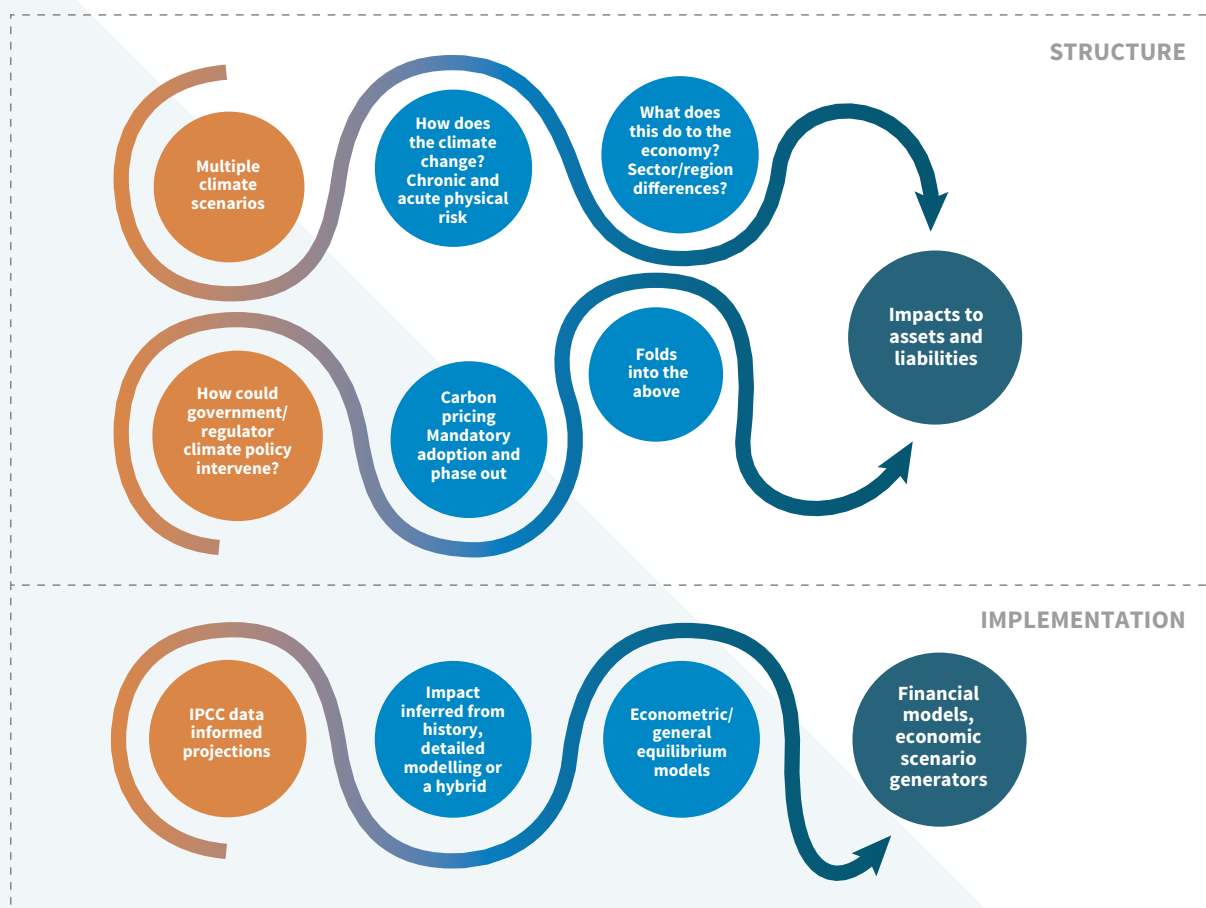 STRUCTURE
Multiple
climate
scenarios
How does
the climate
change?
Chronic and
acute physical
risk
What does
this do to the
economy?
Sector/region
differences?
Impacts to
assets and
liabilities
How could
government/
regulator
climate policy
intervene?
Carbon
pricing
Mandatory
adoption and
phase out
Folds
into the
above
IMPLEMENTATION
IPCC data
informed
projections
Impact
inferred from
history,
detailed
modelling or
a hybrid
Econometric/
general
equilibrium
models
Financial
models,
economic
scenario
generators